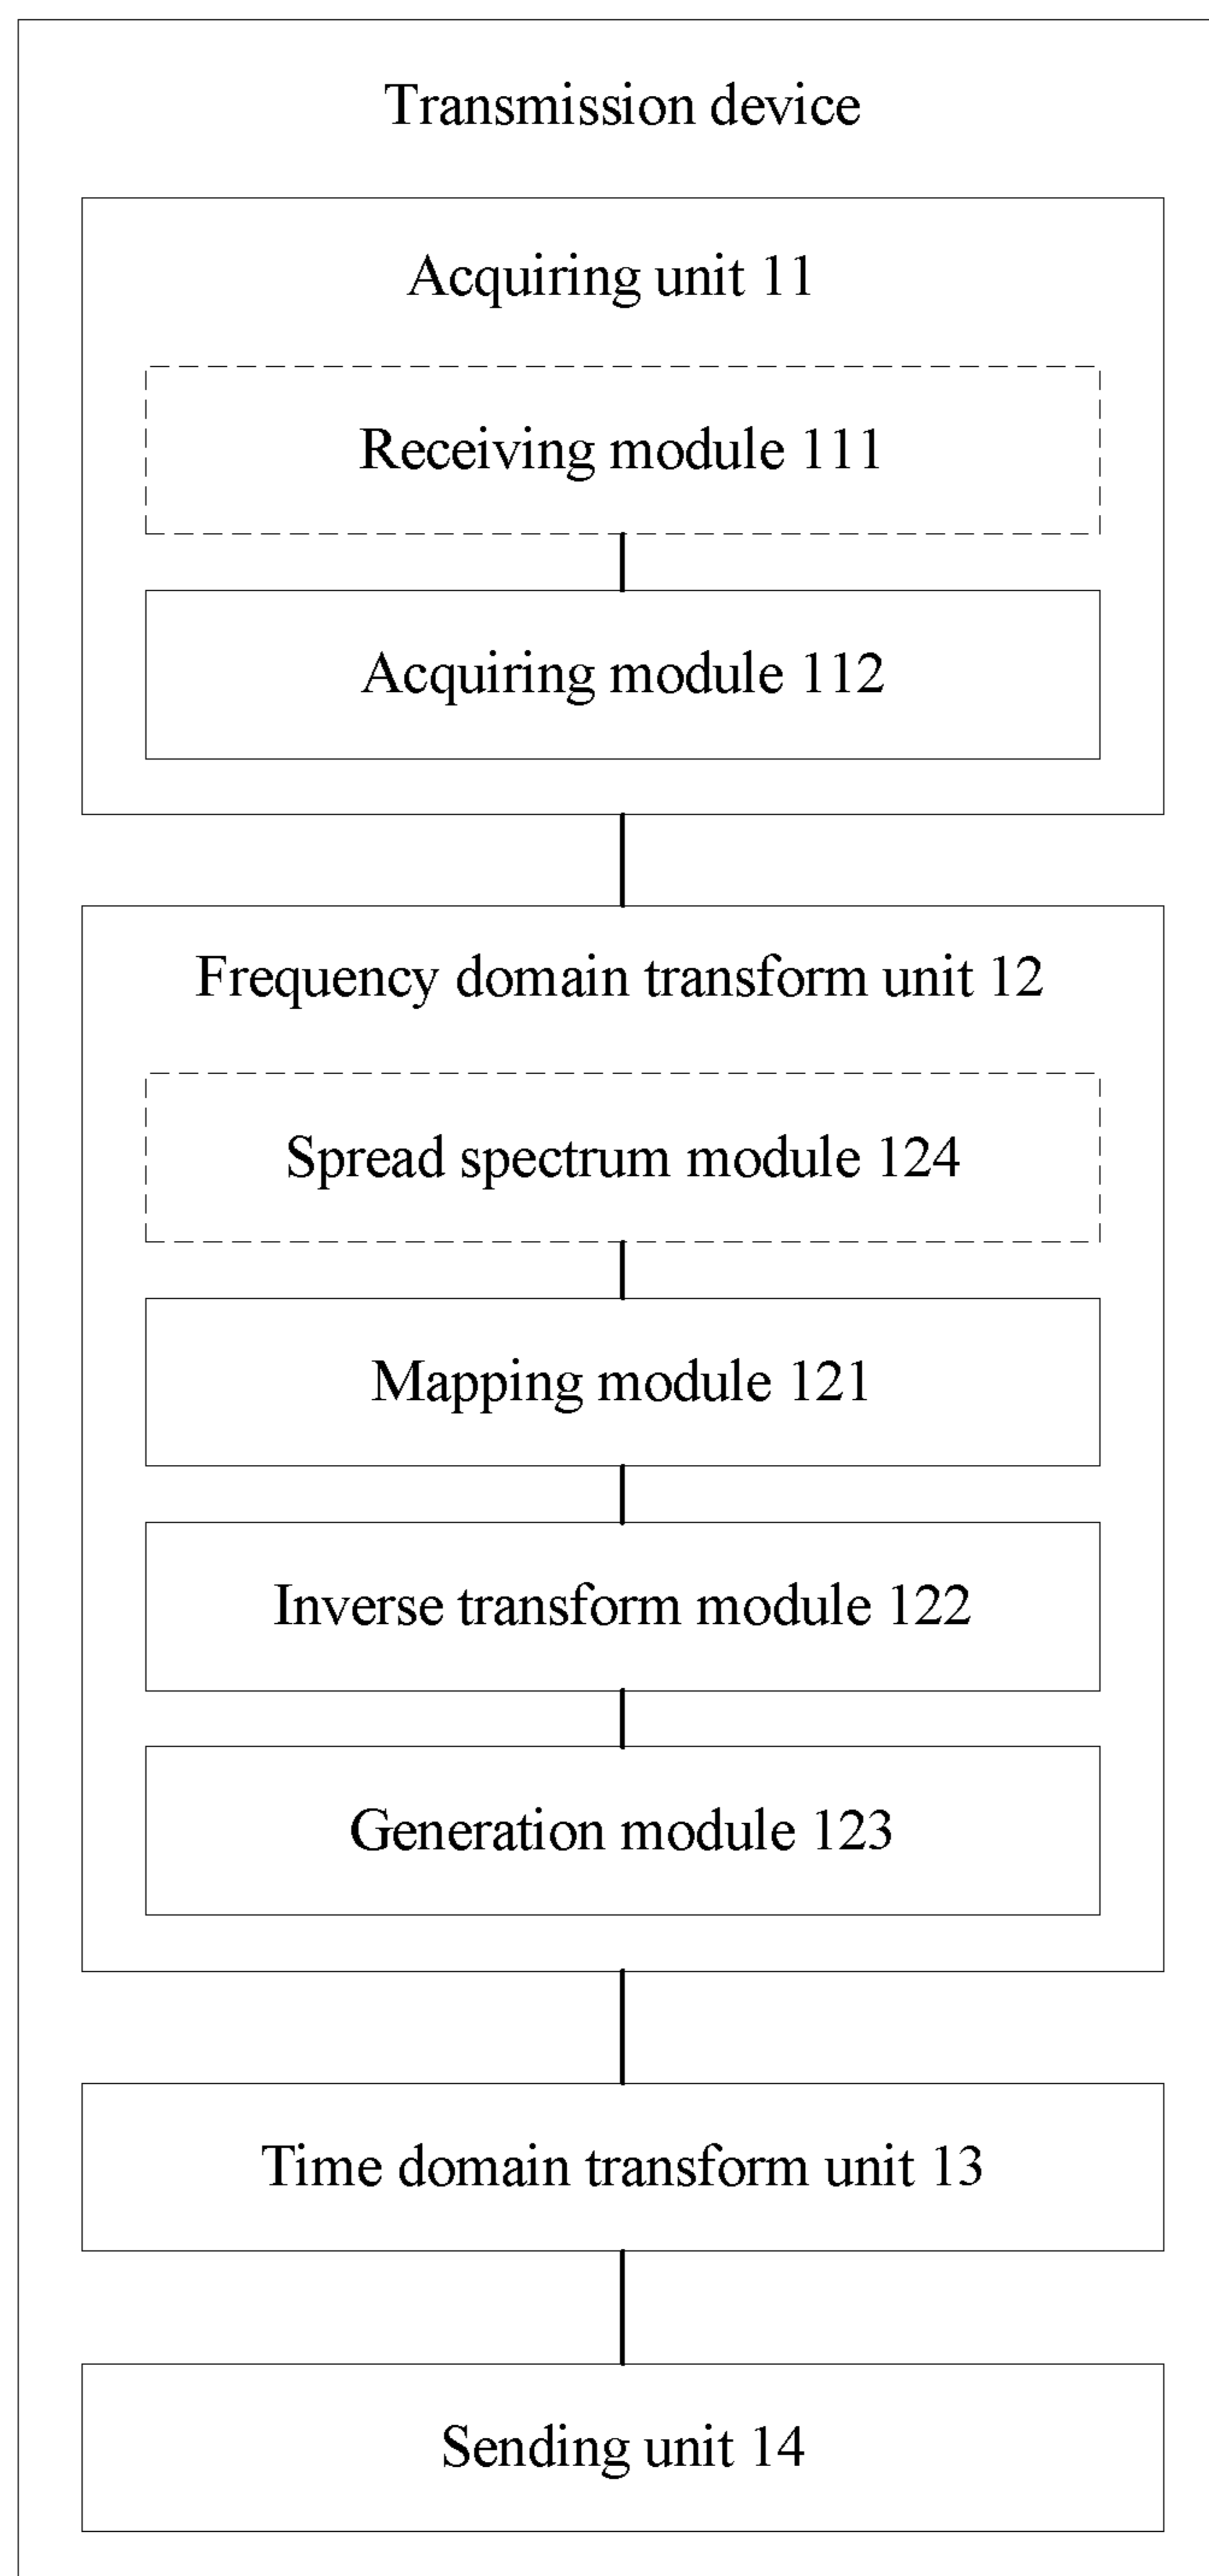 Transmission device
Acquiring unit 11
Receiving module 111
Acquiring module 112
Frequency domain transform unit 12
Spread spectrum module 124
Mapping module 121
Inverse transform module 122
Generation module 123
Time domain transform unit 13
Sending unit 14